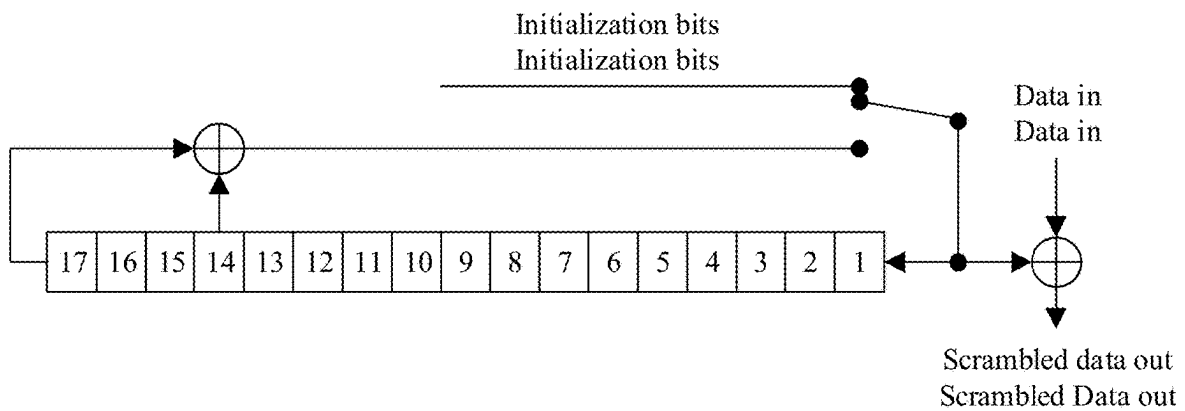 Initialization bits
Initialization bits
Data in
Data in
17 16 15 14 13 12 11 10 9 8 7 6 5 4 3 2 1
Scrambled data out
Scrambled Data out